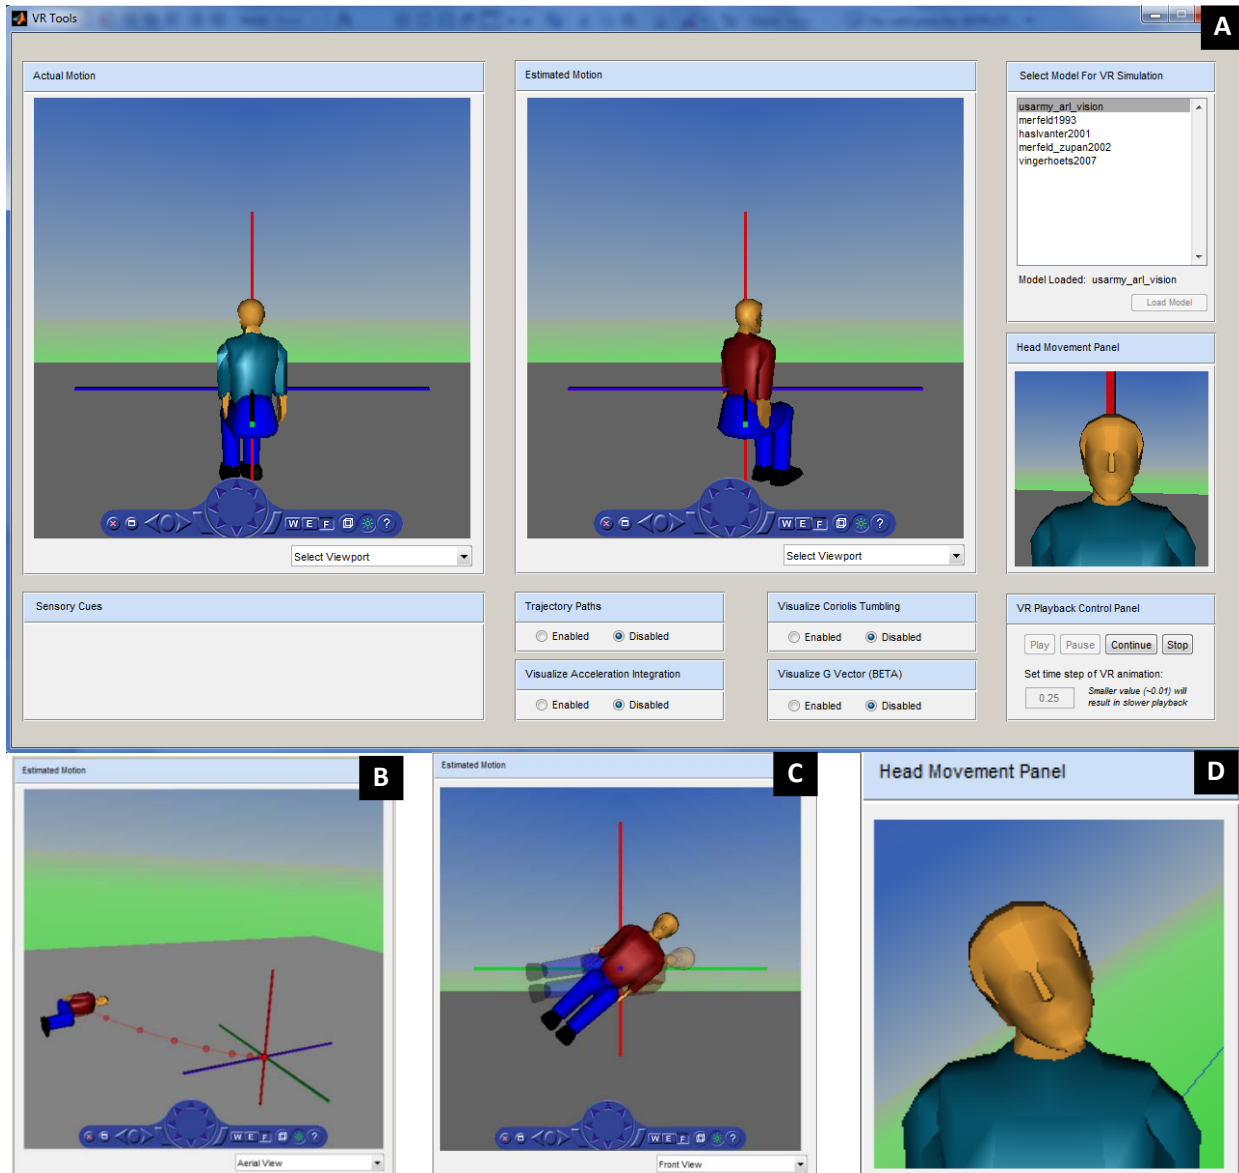 VR Tools
A
Actual Motion
Estimated Motion
Select Model For VR Simulation
usarmy_arl_vision
merfeld1993
haslvanter2001
merfeld_zupan2002
vingerhoets2007
Model Loaded: usarmy_arl_vision
Load Model
Head Movement Panel
W E F ?
W E F ?
Select Viewport
Select Viewport
Sensory Cues
Trajectory Paths
Enabled Disabled
Visualize Coriolis Tumbling
Enabled Disabled
Visualize Acceleration Integration
Enabled Disabled
Visualize G Vector (BETA)
Enabled Disabled
VR Playback Control Panel
Play Pause Continue Stop
Set time step of VR animation:
0.25
Smaller value (~0.01) will
result in slower playback
Estimated Motion
B
W E F ?
Aerial View
Estimated Motion
C
W E F ?
Front View
Head Movement Panel
D